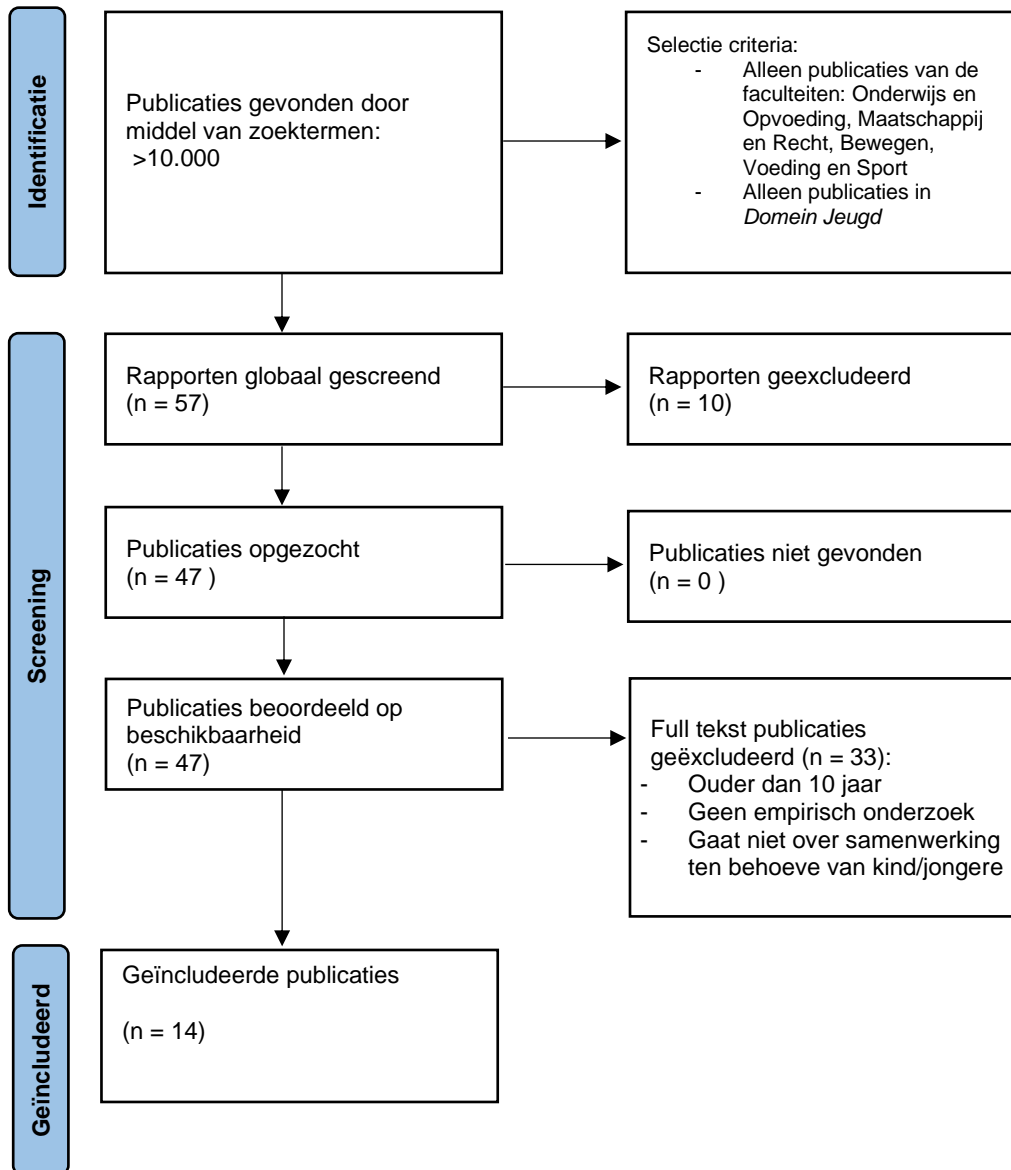 Identificatie
Publicaties gevonden door
middel van zoektermen:
>10.000
Selectie criteria:
- Alleen publicaties van de
faculteiten: Onderwijs en
Opvoeding, Maatschappij
en Recht, Bewegen,
Voeding en Sport
- Alleen publicaties in
Domein Jeugd
Screening
Rapporten globaal gescreend
(n = 57)
Rapporten geexcludeerd
(n = 10)
Publicaties opgezocht
(n = 47 )
Publicaties niet gevonden
(n = 0 )
Publicaties beoordeeld op
beschikbaarheid
(n = 47)
Full tekst publicaties
geëxcludeerd (n = 33):
- Ouder dan 10 jaar
- Geen empirisch onderzoek
- Gaat niet over samenwerking
ten behoeve van kind/jongere
Geïncludeerd
Geïncludeerde publicaties
(n = 14)